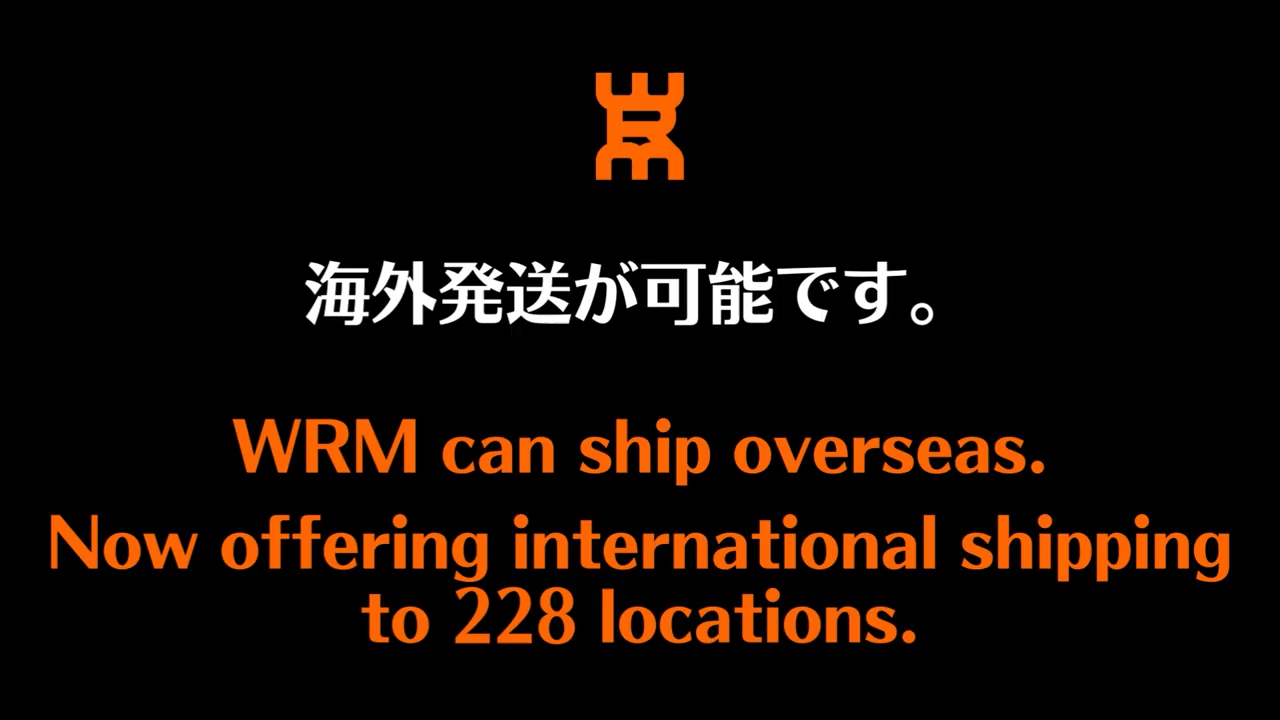 海外発送が可能です。
WRM can ship overseas.
Now offering international shipping
to 228 locations.